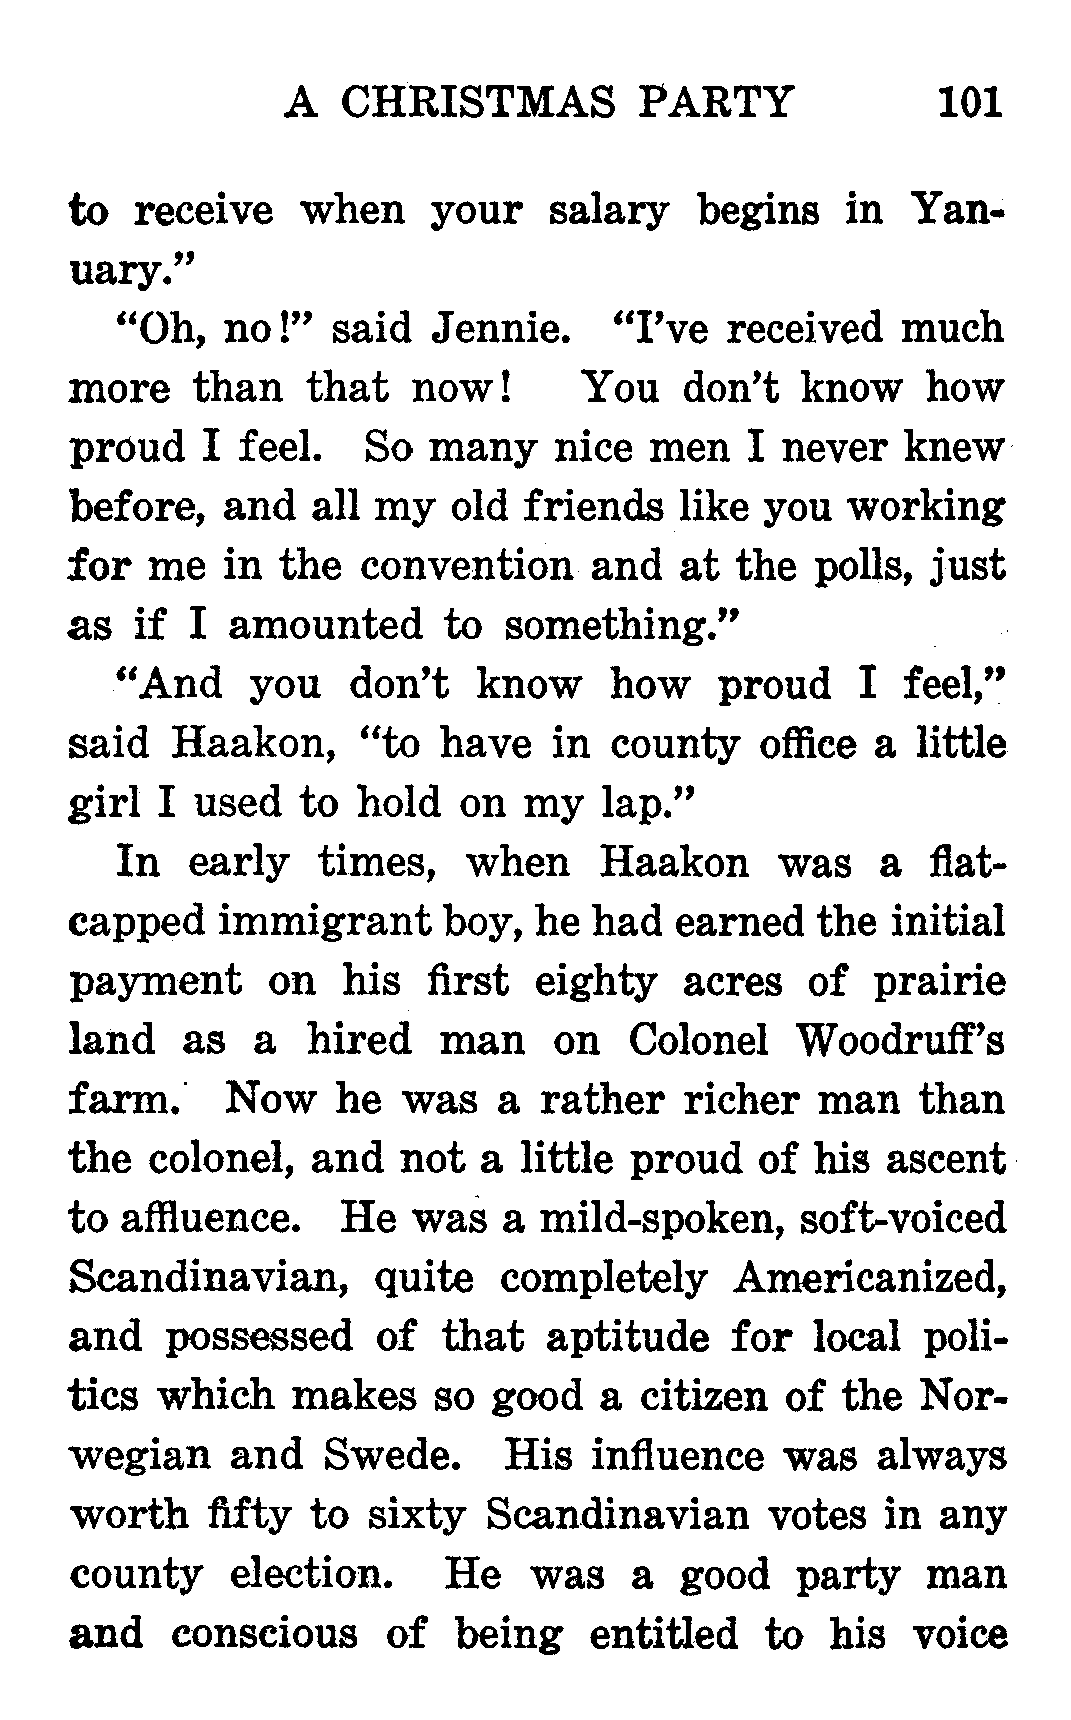 A CHRISTMAS PARTY 101
to receive when your salary begins in Yan-
uary.”
“Oh, no!” said Jennie. “I’ve received much
more than that now! You don’t know how
proud I feel. So many nice men I never knew
before, and all my old friends like you working
for me in the convention and at the polls, just
as if I amounted to something.”
“And you don’t know how proud I feel,”
said Haakon, “to have in county office a little
girl I used to hold on my lap.”
In early times, when Haakon was a flat-
capped immigrant boy, he had earned the initial
payment on his first eighty acres of prairie
land as a hired man on Colonel Woodruff’s
farm. Now he was a rather richer man than
the colonel, and not a little proud of his ascent
to affluence. He was a mild-spoken, soft-voiced
Scandinavian, quite completely Americanized,
and possessed of that aptitude for local poli-
tics which makes so good a citizen of the Nor-
wegian and Swede. His influence was always
worth fifty to sixty Scandinavian votes in any
county election. He was a good party man
and conscious of being entitled to his voice